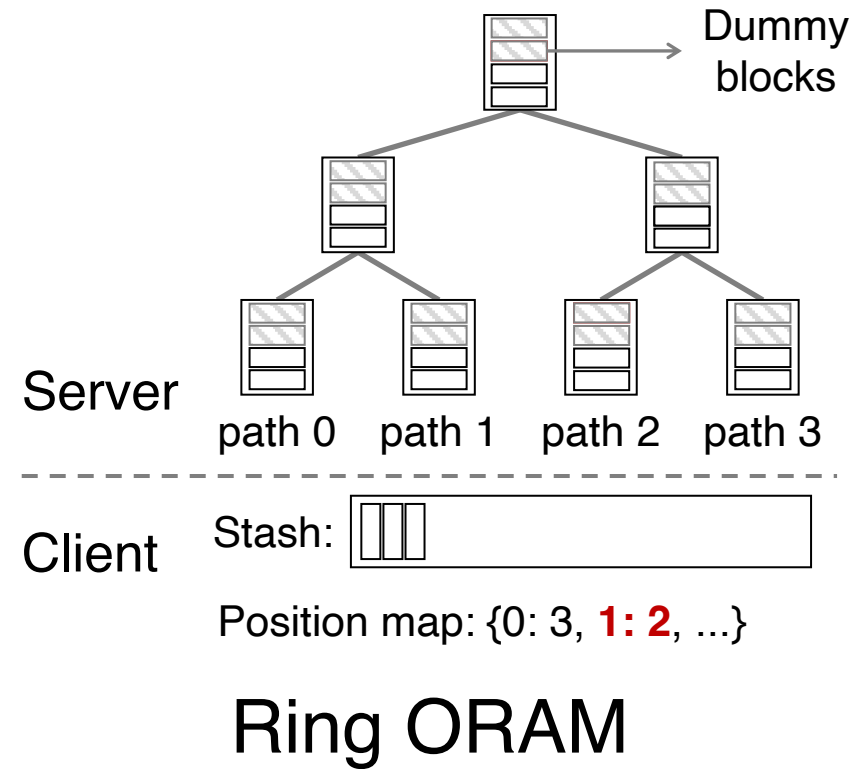 Dummy
blocks
Server
path 0 path 1 path 2 path 3
Client
Stash:
Position map: {0: 3, 1: 2, ...}
Ring ORAM